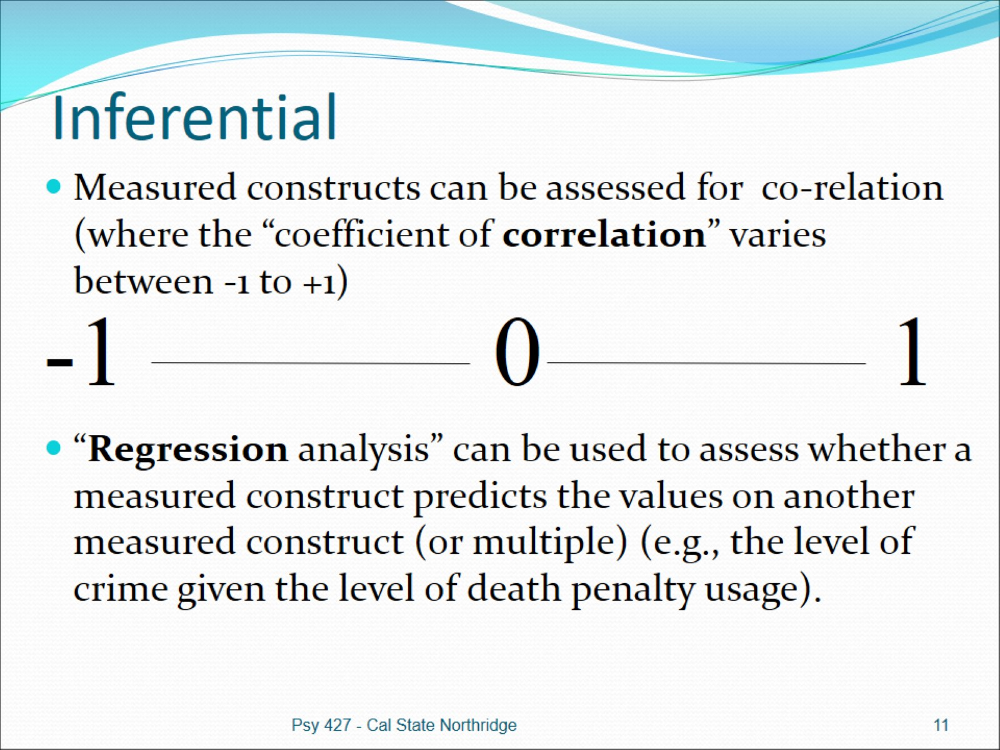 Inferential
Measured constructs can be assessed for  co-relation
(where the “coefficient of correlation” varies
between -1 to +1)
-1 0 1
“Regression analysis” can be used to assess whether a
measured construct predicts the values on another
measured construct (or multiple) (e.g., the level of
crime given the level of death penalty usage).
Psy 427 - Cal State Northridge 11